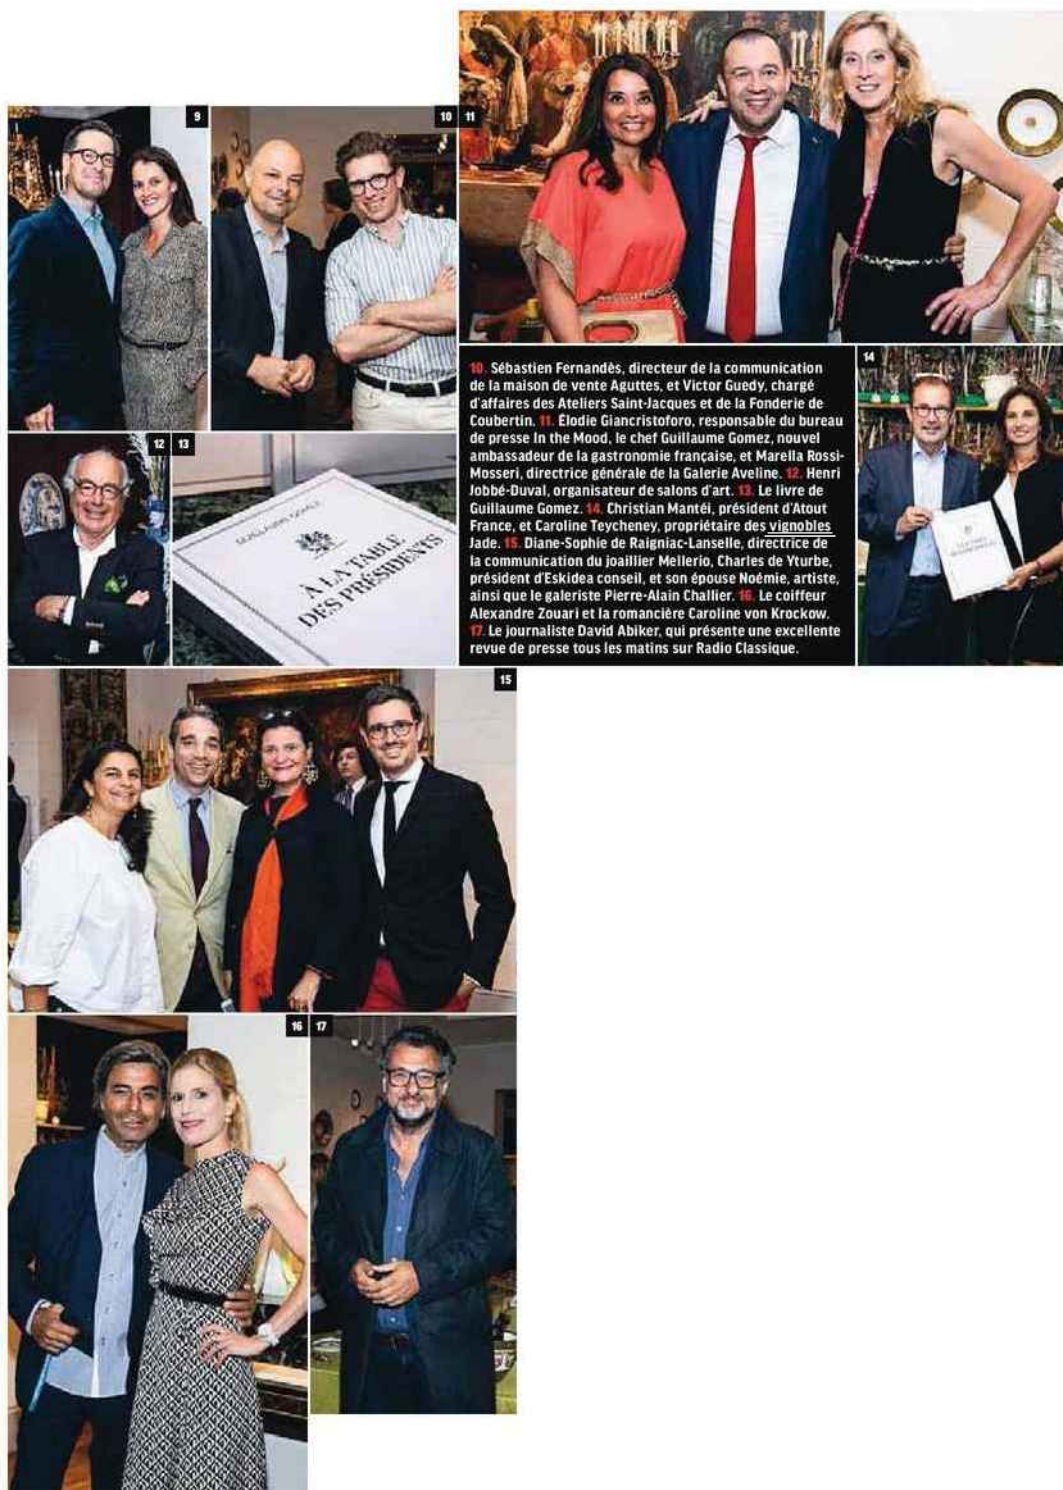 9
10
11
10. Sébastien Fernandès, directeur de la communication
de la maison de vente Aguttes, et Victor Guedy, chargé
d'affaires des Ateliers Saint-Jacques et de la Fonderie de
Coubertin. 11. Élodie Giancristoforo, responsable du bureau
de presse In the Mood, le chef Guillaume Gomez, nouvel
ambassadeur de la gastronomie française, et Marella Rossi-
Mosseri, directrice générale de la Galerie Aveline. 12. Henri
Jobbé-Duval, organisateur de salons d'art. 13. Le livre de
Guillaume Gomez. 14. Christian Mantéi, président d'Atout
France, et Caroline Teycheney, propriétaire des vignobles
Jade. 15. Diane-Sophie de Raigniac-Lanselle, directrice de
la communication du joaillier Mellerio, Charles de Yturbe,
président d'Eskidea conseil, et son épouse Noémie, artiste,
ainsi que le galeriste Pierre-Alain Challier. 16. Le coiffeur
Alexandre Zouari et la romancière Caroline von Krockow.
17. Le journaliste David Abiker, qui présente une excellente
revue de presse tous les matins sur Radio Classique.
14
12
13
GUILLAUME GOMEZ
À LA TABLE
DES PRÉSIDENTS
15
16
17